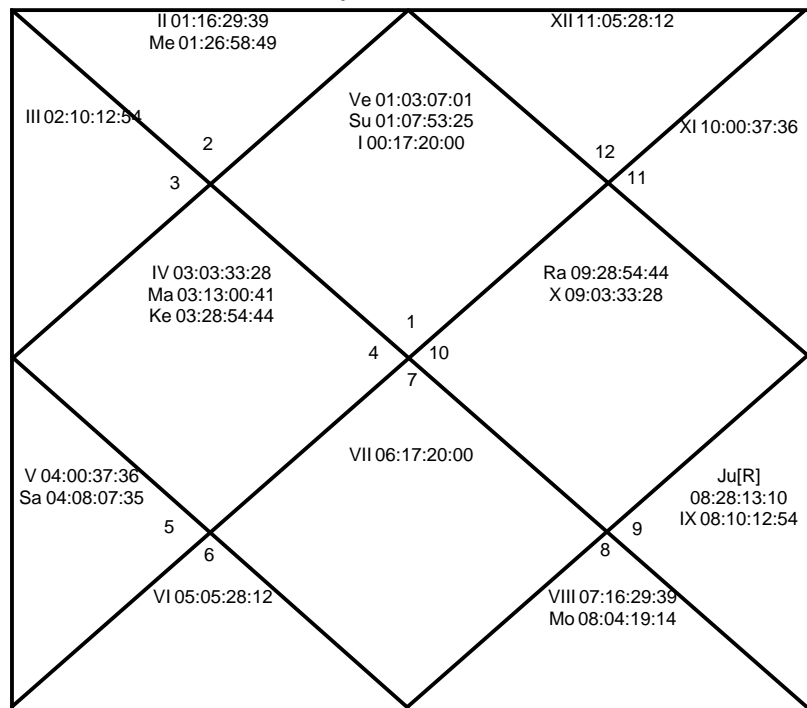 II 01:16:29:39
Me 01:26:58:49
XII 11:05:28:12
III 02:10:12:54
Ve 01:03:07:01
Su 01:07:53:25
I 00:17:20:00
XI 10:00:37:36
2
3
12
11
IV 03:03:33:28
Ma 03:13:00:41
Ke 03:28:54:44
Ra 09:28:54:44
X 09:03:33:28
1
4
10
7
V 04:00:37:36
Sa 04:08:07:35
VII 06:17:20:00
Ju[R]
08:28:13:10
IX 08:10:12:54
5
6
9
8
VI 05:05:28:12
VIII 07:16:29:39
Mo 08:04:19:14